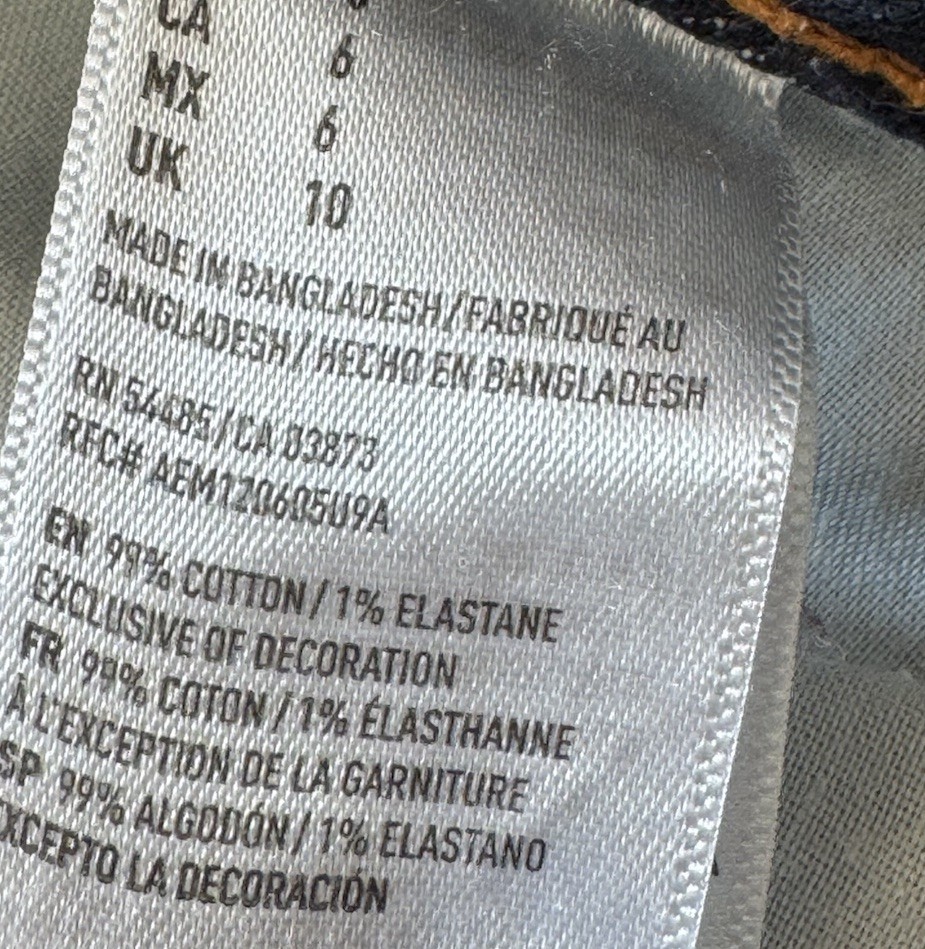 CA 6
MX 6
UK 10
MADE IN BANGLADESH/FABRIQUÉ AU
BANGLADESH/HECHO EN BANGLADESH
RN 54485/CA 03873
RFC# AEM120605U9A
EN 99% COTTON/1% ELASTANE
EXCLUSIVE OF DECORATION
FR 99% COTON/1% ÉLASTHANNE
À L'EXCEPTION DE LA GARNITURE
SP 99% ALGODÓN/1% ELASTANO
EXCEPTO LA DECORACIÓN